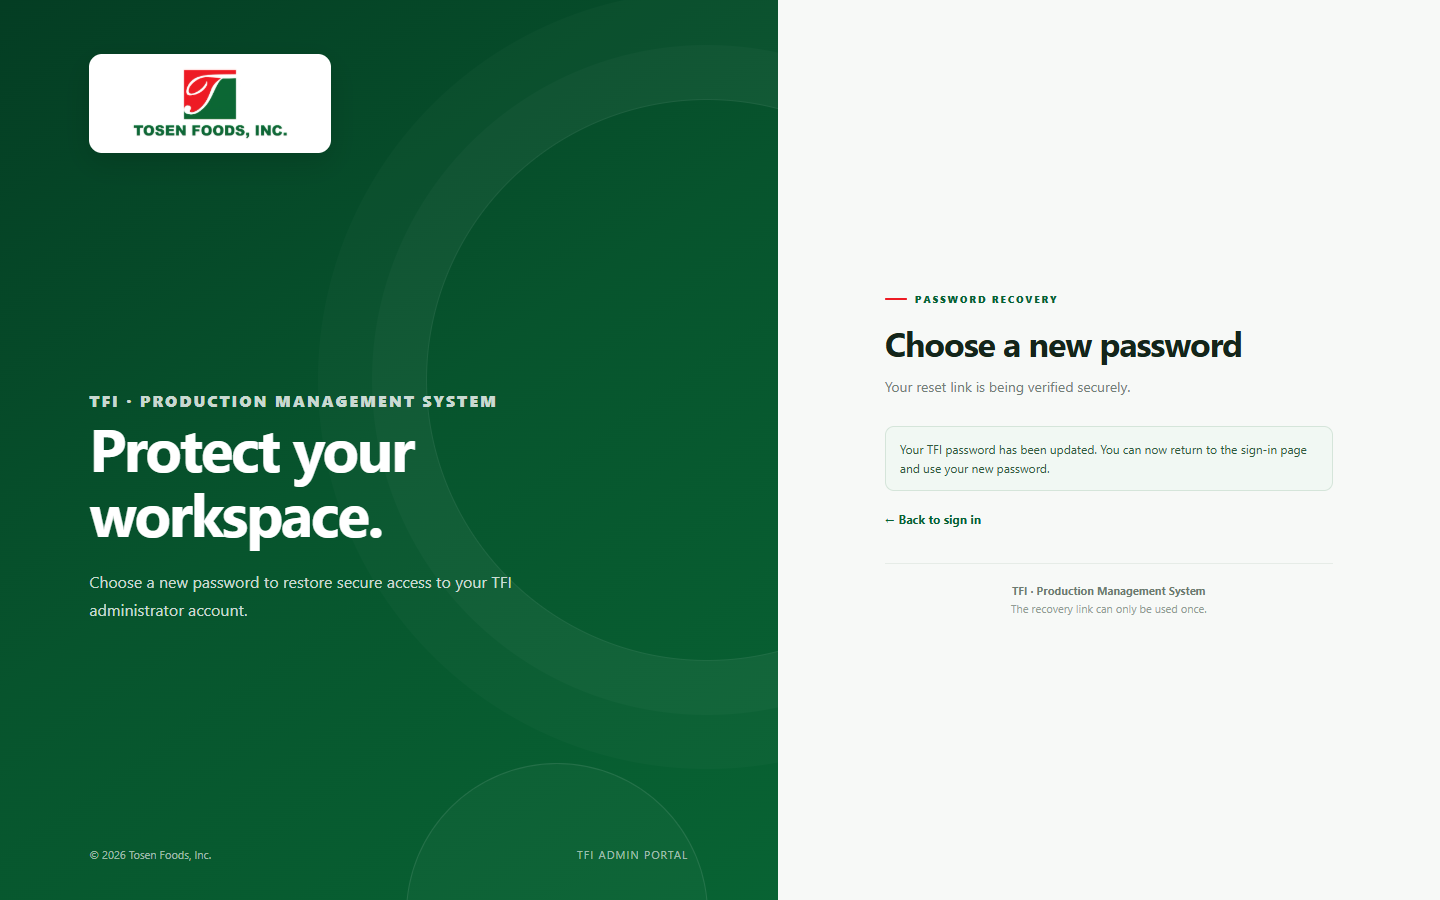 TOSEN FOODS, INC.
TFI · PRODUCTION MANAGEMENT SYSTEM
Protect your
workspace.
Choose a new password to restore secure access to your TFI
administrator account.
© 2026 Tosen Foods, Inc.
TFI ADMIN PORTAL
PASSWORD RECOVERY
Choose a new password
Your reset link is being verified securely.
Your TFI password has been updated. You can now return to the sign-in page
and use your new password.
← Back to sign in
TFI · Production Management System
The recovery link can only be used once.